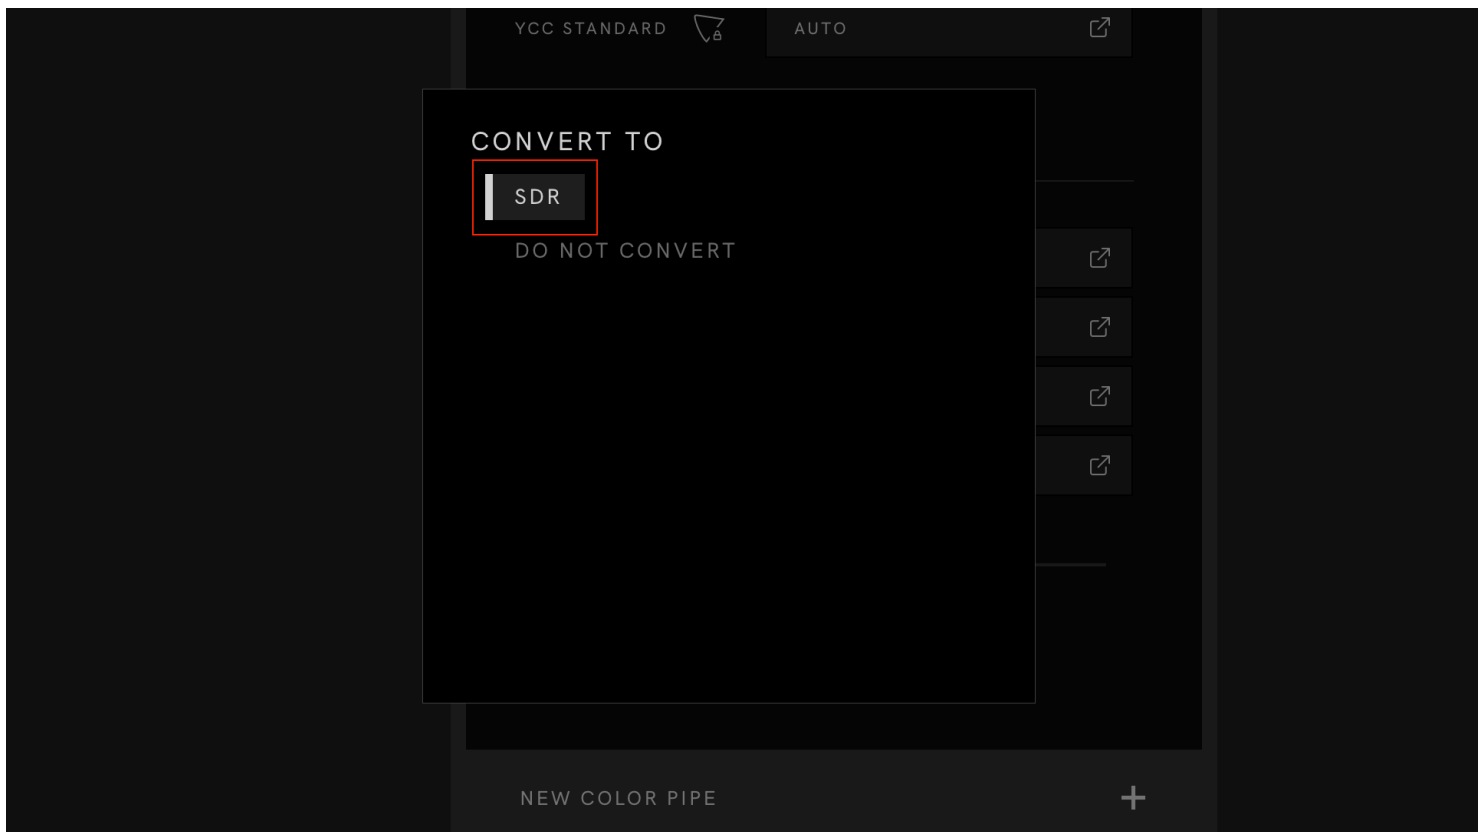 YCC STANDARD AUTO
CONVERT TO
SDR
DO NOT CONVERT
NEW COLOR PIPE